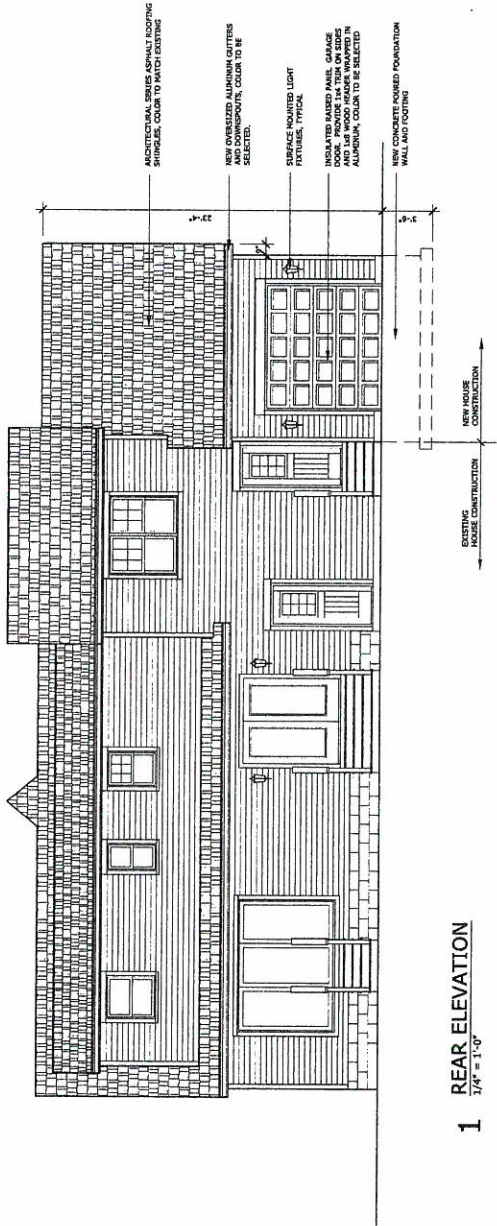 ARCHITECTURAL SERIES ASPHALT ROOFING
SHINGLES, COLOR TO MATCH EXISTING
NEW OVERSIZED ALUMINUM GUTTERS
AND DOWNSPOUTS, COLOR TO BE
SELECTED.
SURFACE MOUNTED LIGHT
FIXTURES, TYPICAL
INSULATED RAISED PANEL GARAGE
DOOR. PROVIDE 1x4 TRIM ON SIDES
AND 1x8 WOOD HEADER WRAPPED IN
ALUMINUM, COLOR TO BE SELECTED
NEW CONCRETE POURED FOUNDATION
WALL AND FOOTING
23'-4"
3'-6"
EXISTING
HOUSE CONSTRUCTION
NEW HOUSE
CONSTRUCTION
1 REAR ELEVATION
1/4" = 1'-0"